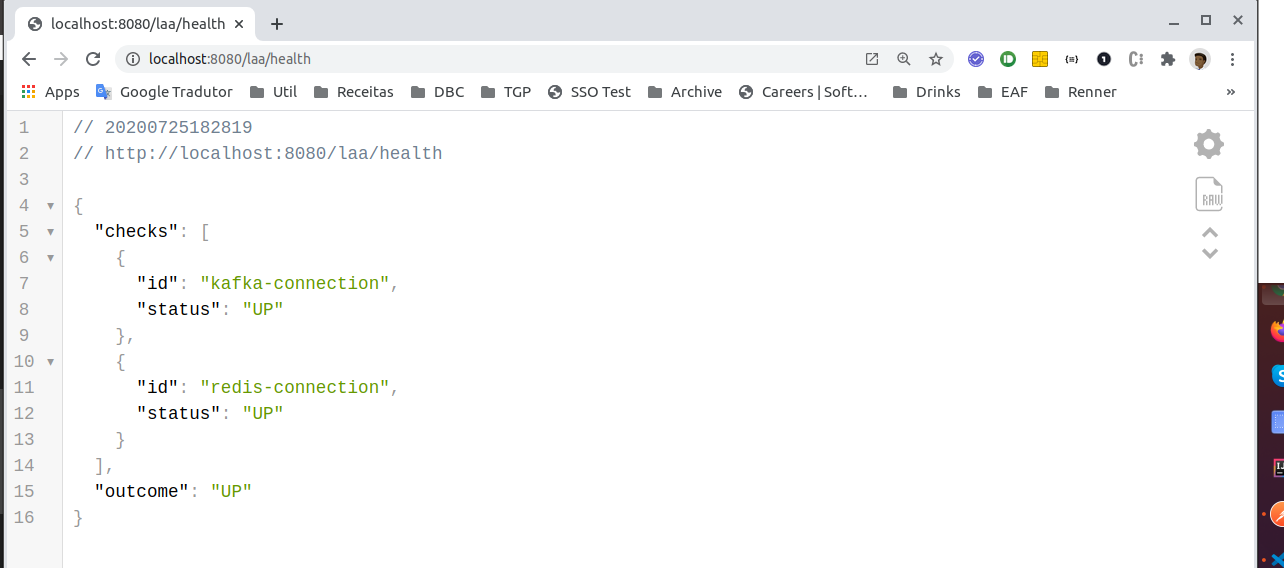 localhost:8080/laa/health
localhost:8080/laa/health
Apps Google Tradutor Util Receitas DBC TGP SSO Test Archive Careers | Soft… Drinks EAF Renner »
1 // 20200725182819
2 // http://localhost:8080/laa/health
3
4 {
5 "checks": [
6 {
7 "id": "kafka-connection",
8 "status": "UP"
9 },
10 {
11 "id": "redis-connection",
12 "status": "UP"
13 }
14 ],
15 "outcome": "UP"
16 }
RAW